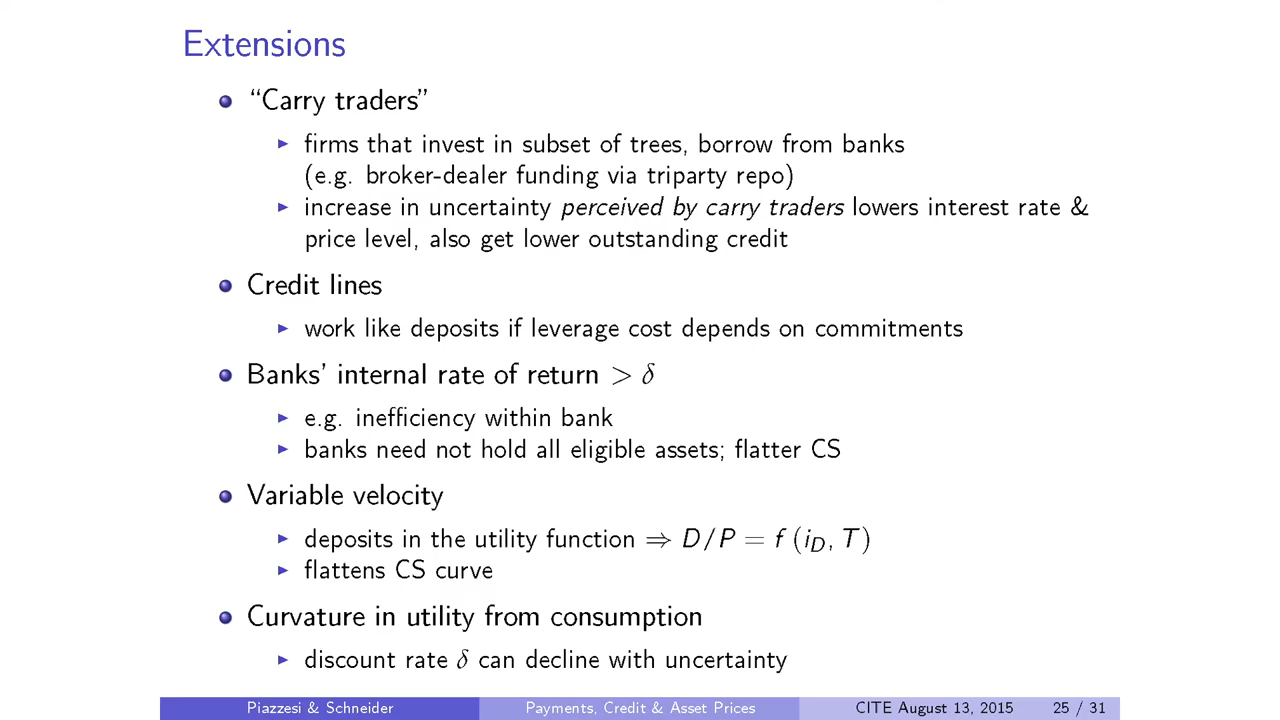 Extensions
“Carry traders”
firms that invest in subset of trees, borrow from banks
(e.g. broker-dealer funding via triparty repo)
increase in uncertainty perceived by carry traders lowers interest rate &
price level, also get lower outstanding credit
Credit lines
work like deposits if leverage cost depends on commitments
Banks’ internal rate of return > δ
e.g. inefficiency within bank
banks need not hold all eligible assets; flatter CS
Variable velocity
deposits in the utility function ⇒ D/P = f (i_D, T)
flattens CS curve
Curvature in utility from consumption
discount rate δ can decline with uncertainty
Piazzesi & Schneider Payments, Credit & Asset Prices CITE August 13, 2015 25 / 31